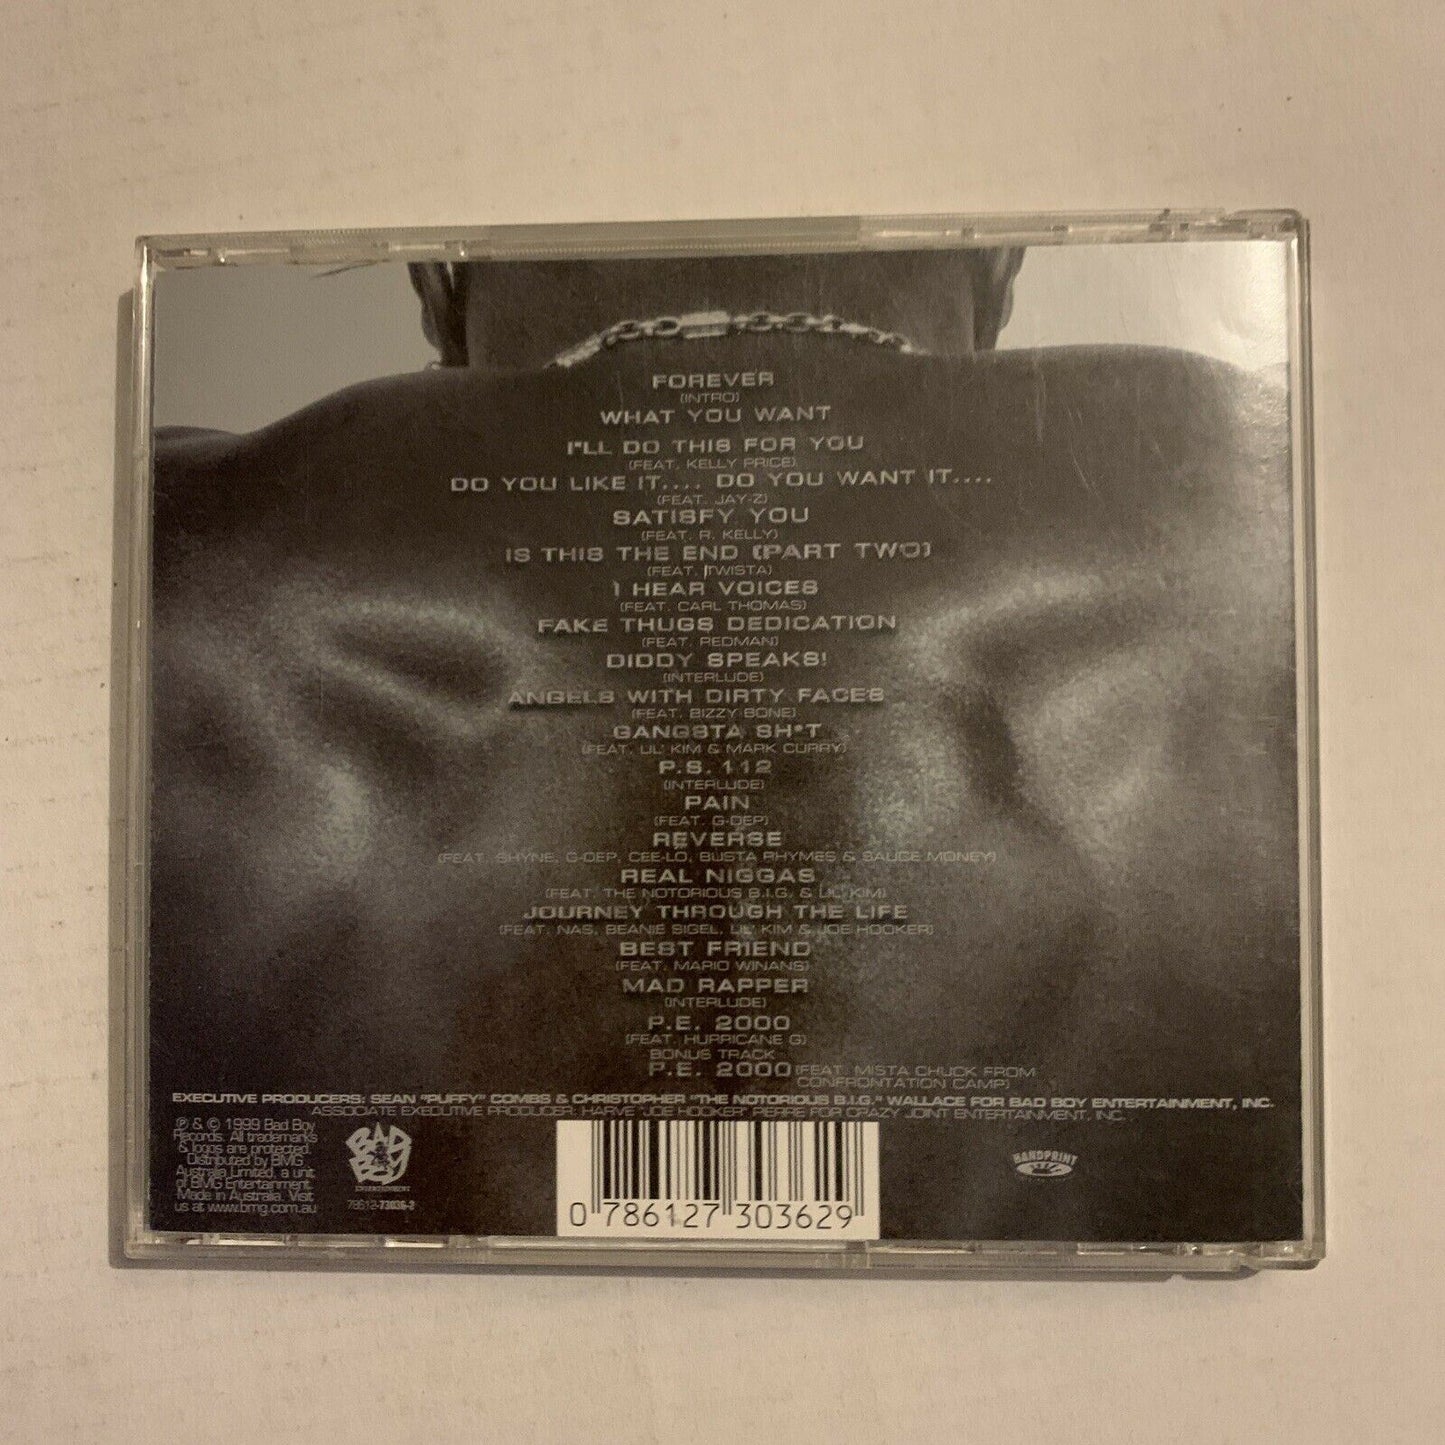 FOREVER
(INTRO)
WHAT YOU WANT
I'LL DO THIS FOR YOU
(FEAT. KELLY PRICE)
DO YOU LIKE IT.... DO YOU WANT IT....
(FEAT. JAY-Z)
SATISFY YOU
(FEAT. R. KELLY)
IS THIS THE END (PART TWO)
(FEAT. TWISTA)
I HEAR VOICES
(FEAT. CARL THOMAS)
FAKE THUGS DEDICATION
(FEAT. REDMAN)
DIDDY SPEAKS!
(INTERLUDE)
ANGELS WITH DIRTY FACES
(FEAT. BIZZY BONE)
GANGSTA SH*T
(FEAT. LIL' KIM & MARK CURRY)
P.S. 112
(INTERLUDE)
PAIN
(FEAT. G-DEP)
REVERSE
(FEAT. SHYNE, G-DEP, CEE-LO, BUSTA RHYMES & SAUCE MONEY)
REAL NIGGAS
(FEAT. THE NOTORIOUS B.I.G. & LIL' KIM)
JOURNEY THROUGH THE LIFE
(FEAT. NAS, BEANIE SIGEL, LIL' KIM & JOE HOOKER)
BEST FRIEND
(FEAT. MARIO WINANS)
MAD RAPPER
(INTERLUDE)
P.E. 2000
(FEAT. HURRICANE G)
BONUS TRACK
P.E. 2000 (FEAT. MISTA CHUCK FROM
CONFRONTATION CAMP)
EXECUTIVE PRODUCERS: SEAN "PUFFY" COMBS & CHRISTOPHER "THE NOTORIOUS B.I.G." WALLACE FOR BAD BOY ENTERTAINMENT, INC.
ASSOCIATE EXECUTIVE PRODUCER: HARVE "JOE HOOKER" PIERRE FOR CRAZY JOINT ENTERTAINMENT, INC.
℗ & © 1999 Bad Boy
Records. All trademarks
& logos are protected.
Distributed by BMG
Australia Limited, a unit
of BMG Entertainment.
Made in Australia. Visit
us at www.bmg.com.au
BAD
BOY
ENTERTAINMENT
78612-73036-2
0 786127 303629
HANDPRINT